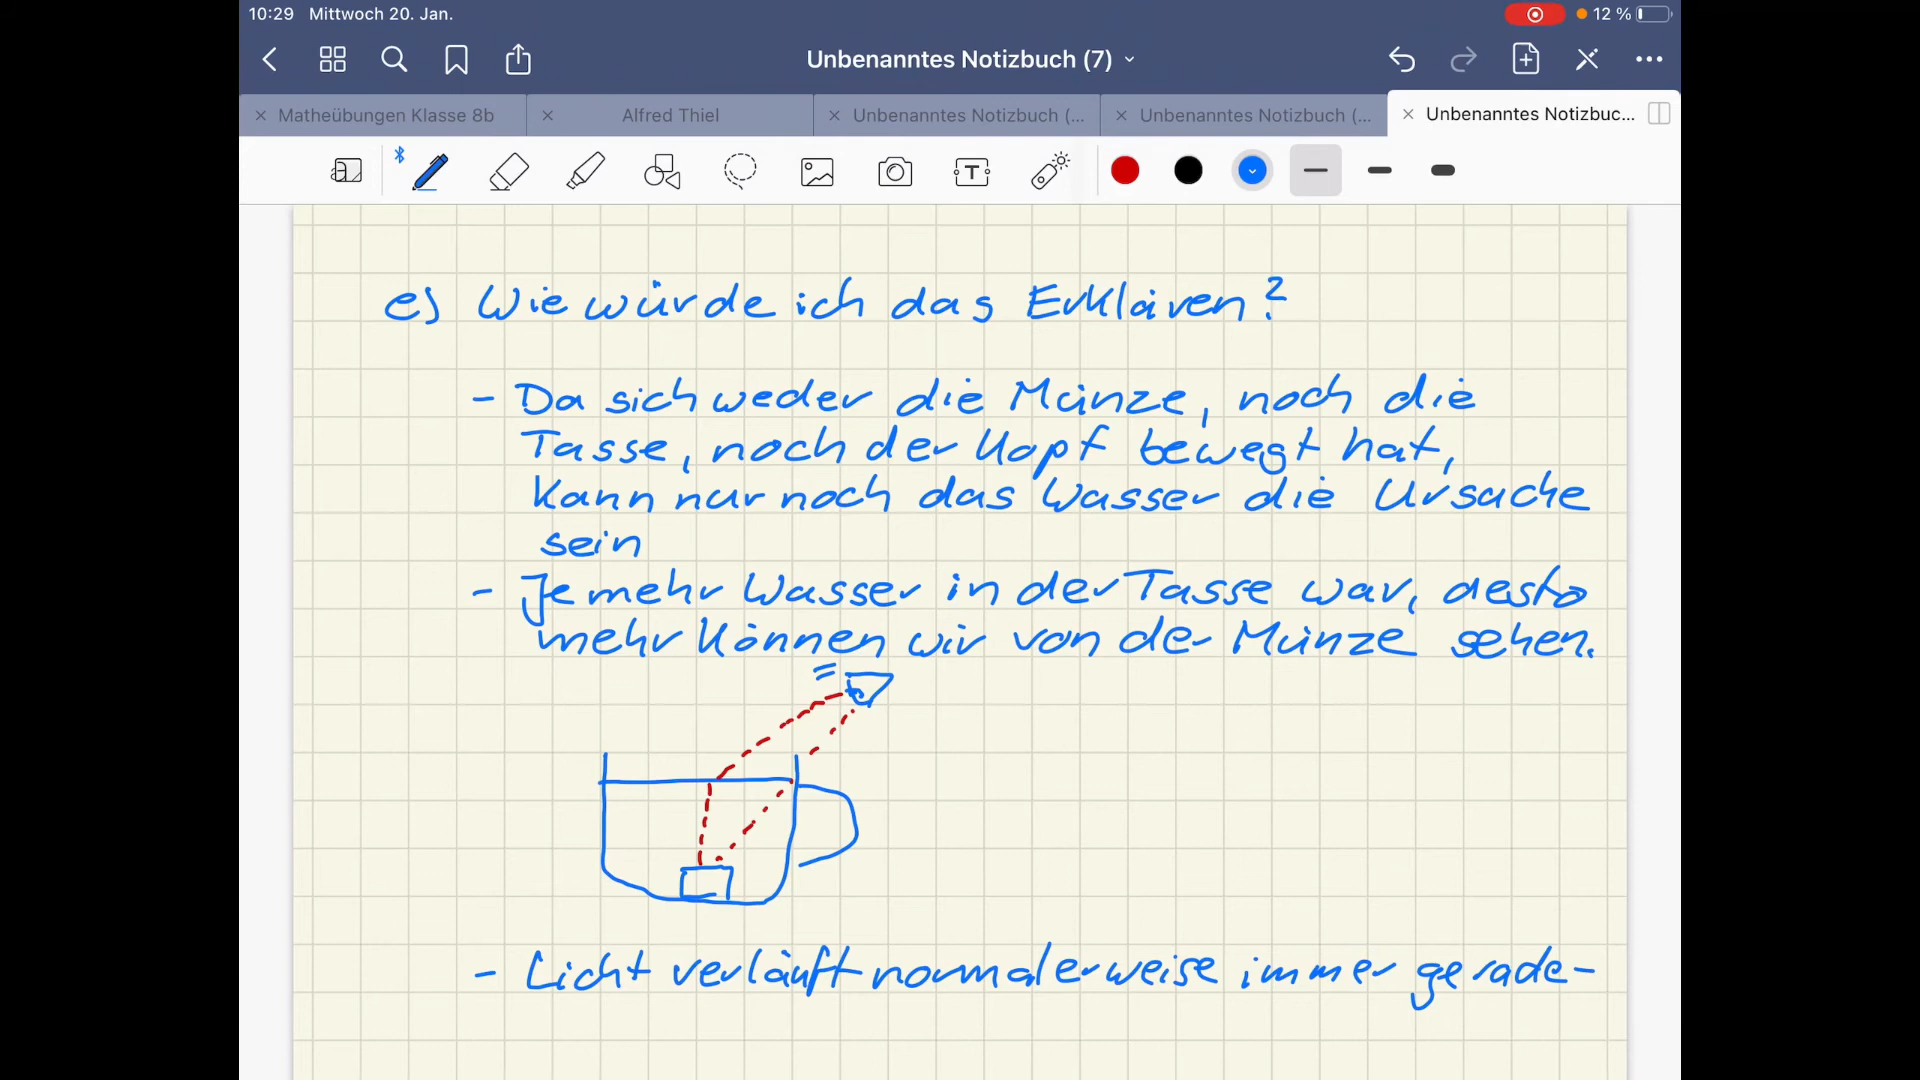 10:29 Mittwoch 20. Jan.
12 %
Unbenanntes Notizbuch (7)
Matheübungen Klasse 8b
Alfred Thiel
Unbenanntes Notizbuch (...
Unbenanntes Notizbuch (...
Unbenanntes Notizbuc...
e) Wie würde ich das Erklären?
- Da sich weder die Münze, noch die
Tasse, noch der Kopf bewegt hat,
kann nur noch das Wasser die Ursache
sein
- Je mehr Wasser in der Tasse war, desto
mehr können wir von der Münze sehen.
- Licht verläuft normalerweise immer gerade-